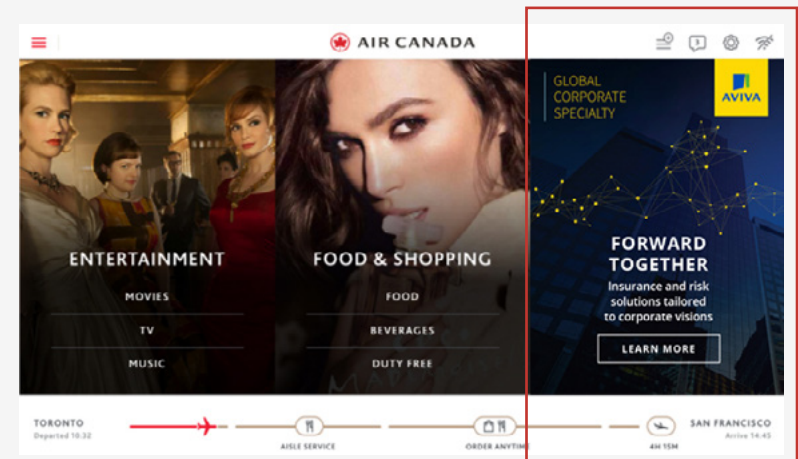 AIR CANADA
ENTERTAINMENT
MOVIES
TV
MUSIC
FOOD & SHOPPING
FOOD
BEVERAGES
DUTY FREE
GLOBAL
CORPORATE
SPECIALTY
AVIVA
FORWARD
TOGETHER
Insurance and risk
solutions tailored
to corporate visions
LEARN MORE
TORONTO
Departed 10:32
AISLE SERVICE
ORDER ANYTIME
4H 15M
SAN FRANCISCO
Arrive 14:45